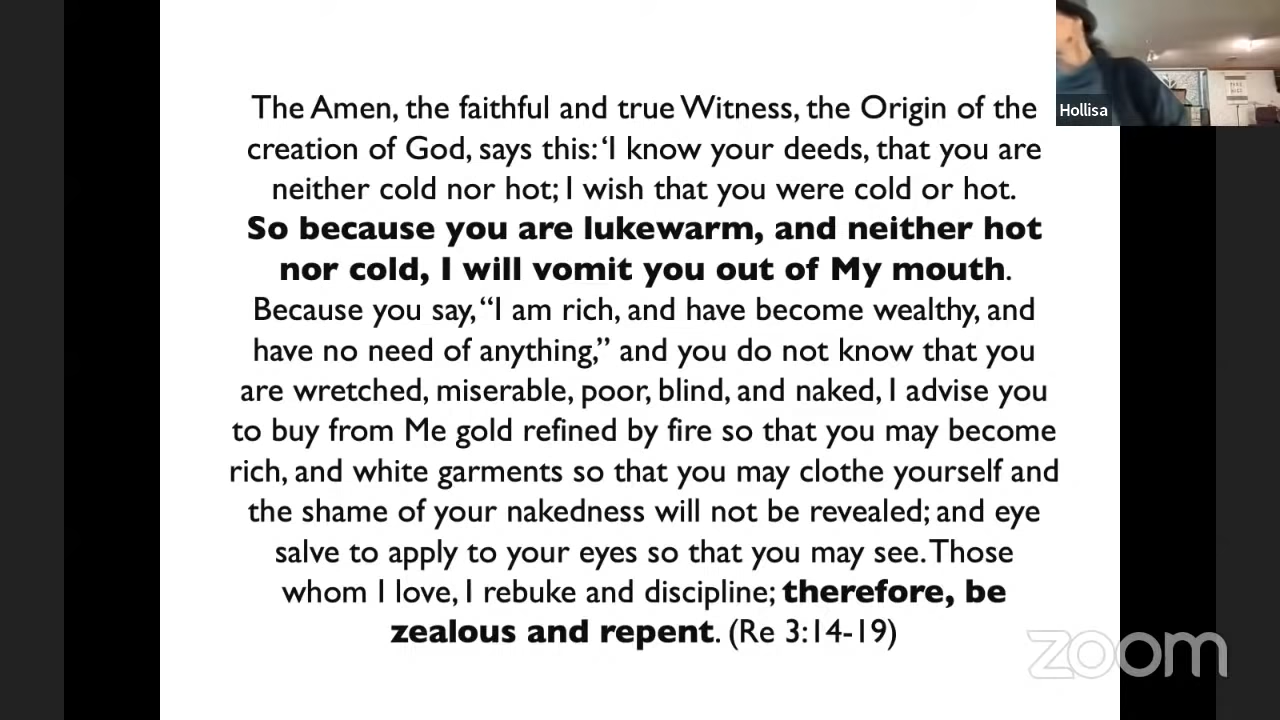 The Amen, the faithful and true Witness, the Origin of the
creation of God, says this: ‘I know your deeds, that you are
neither cold nor hot; I wish that you were cold or hot.
So because you are lukewarm, and neither hot
nor cold, I will vomit you out of My mouth.
Because you say, “I am rich, and have become wealthy, and
have no need of anything,” and you do not know that you
are wretched, miserable, poor, blind, and naked, I advise you
to buy from Me gold refined by fire so that you may become
rich, and white garments so that you may clothe yourself and
the shame of your nakedness will not be revealed; and eye
salve to apply to your eyes so that you may see. Those
whom I love, I rebuke and discipline; therefore, be
zealous and repent. (Re 3:14-19)
Hollisa
zoom